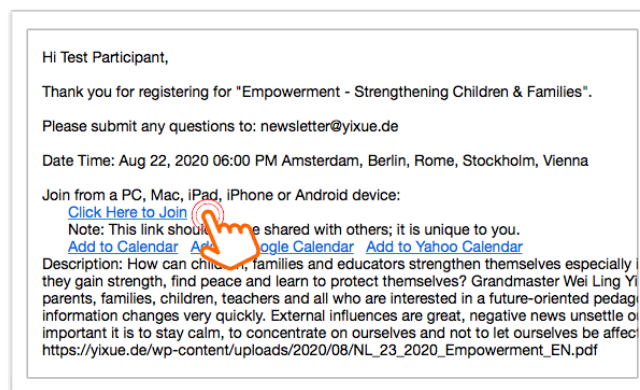 Hi Test Participant,
Thank you for registering for "Empowerment - Strengthening Children & Families".
Please submit any questions to: newsletter@yixue.de
Date Time: Aug 22, 2020 06:00 PM Amsterdam, Berlin, Rome, Stockholm, Vienna
Join from a PC, Mac, iPad, iPhone or Android device:
Click Here to Join
Note: This link should be shared with others; it is unique to you.
Add to Calendar Google Calendar Add to Yahoo Calendar
Description: How can children, families and educators strengthen themselves especially
they gain strength, find peace and learn to protect themselves? Grandmaster Wei Ling Yi
parents, families, children, teachers and all who are interested in a future-oriented
information changes very quickly. External influences are great, negative news unsettle
important it is to stay calm, to concentrate on ourselves and not to let ourselves be
https://yixue.de/wp-content/uploads/2020/08/NL_23_2020_Empowerment_EN.pdf